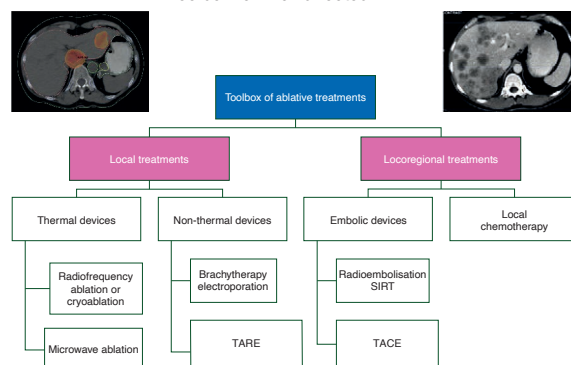 Toolbox of ablative treatments
Local treatments
Locoregional treatments
Thermal devices
Non-thermal devices
Embolic devices
Local
chemotherapy
Radiofrequency
ablation or
cryoablation
Brachytherapy
electroporation
Radioembolisation
SIRT
Microwave ablation
TARE
TACE